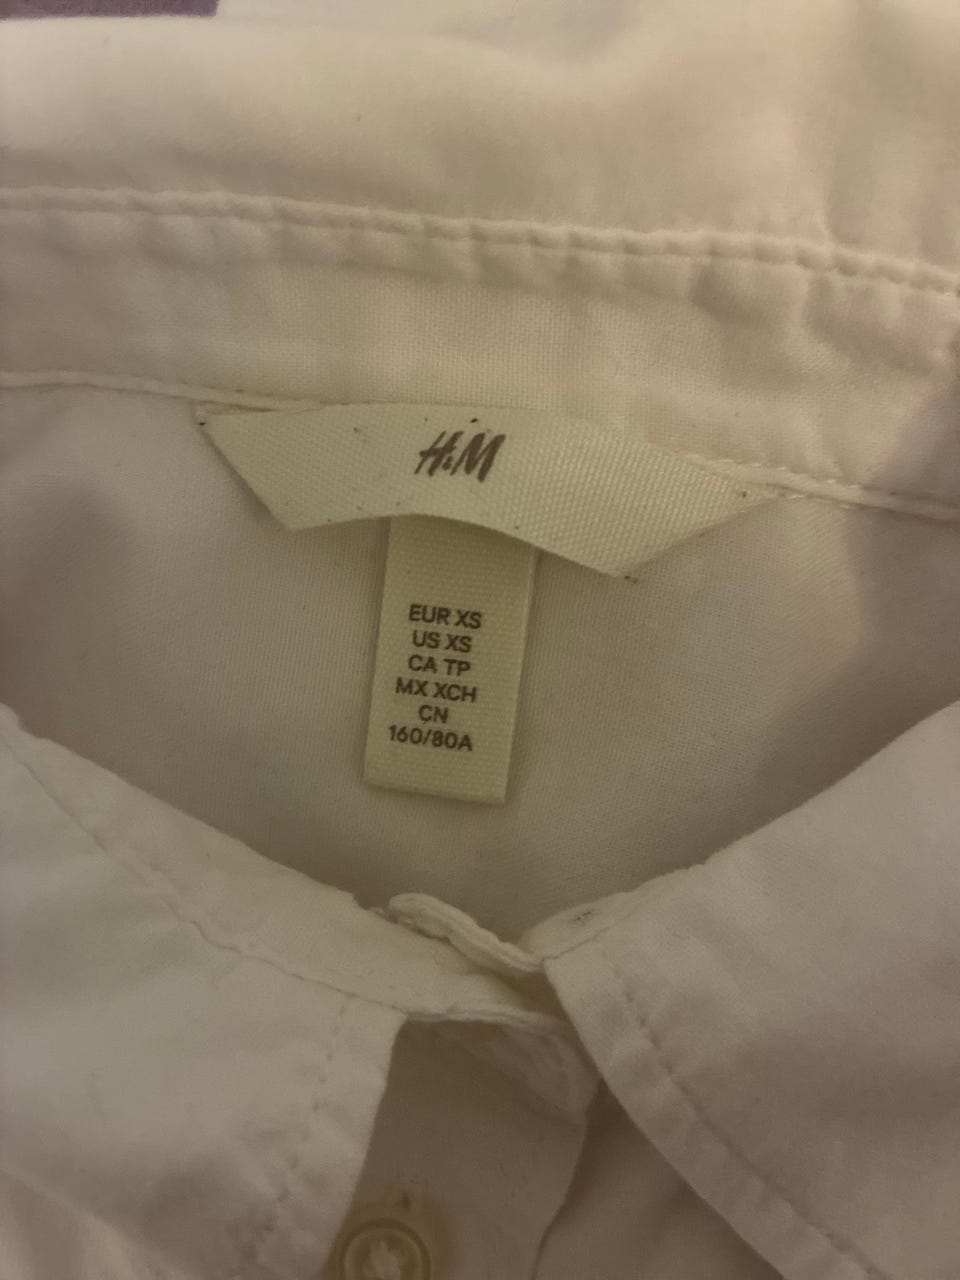 H&M
EUR XS
US XS
CA TP
MX XCH
CN
160/80A